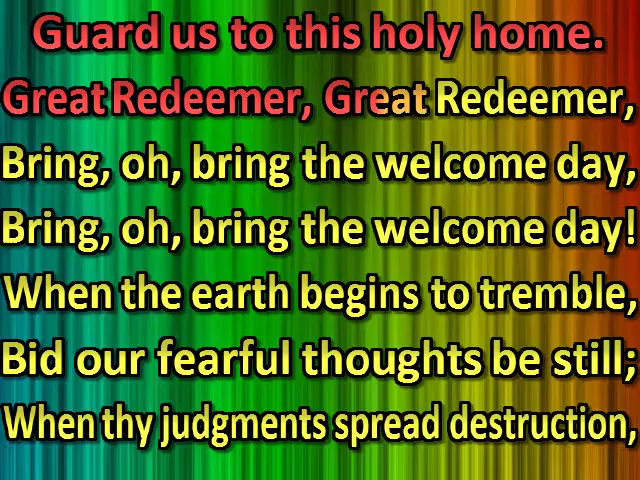 Guard us to this holy home.
Great Redeemer, Great Redeemer,
Bring, oh, bring the welcome day,
Bring, oh, bring the welcome day!
When the earth begins to tremble,
Bid our fearful thoughts be still;
When thy judgments spread destruction,